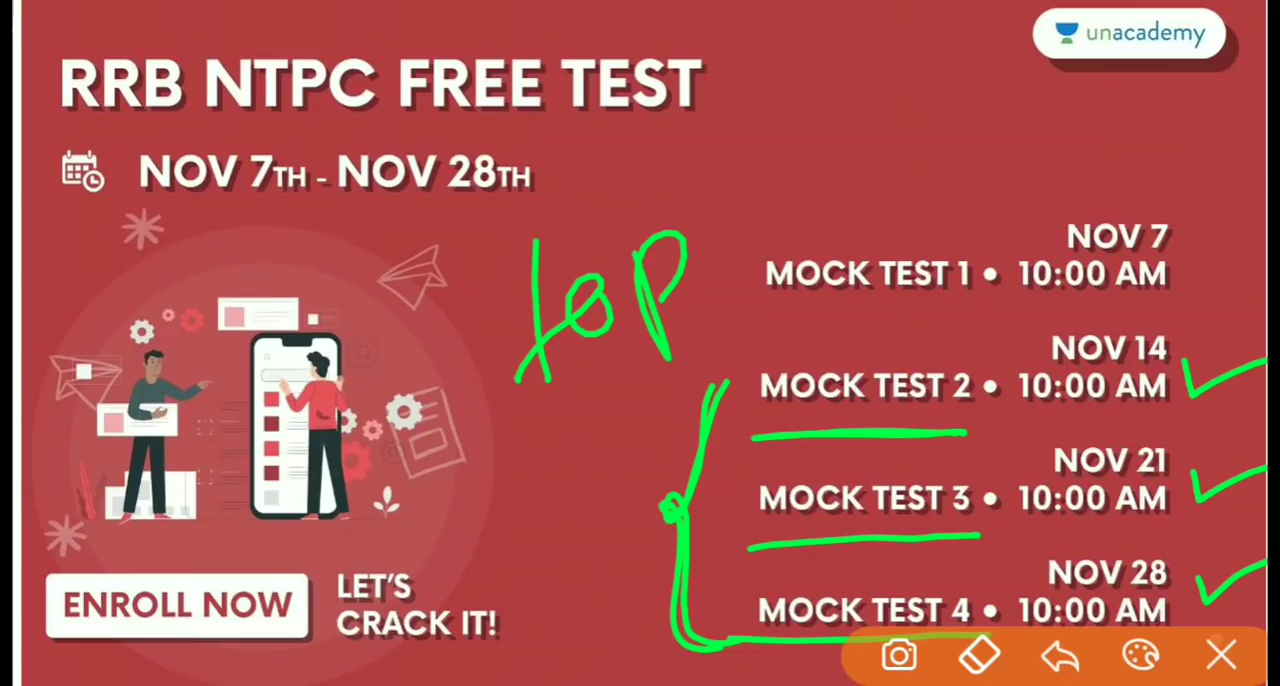 unacademy
RRB NTPC FREE TEST
NOV 7TH - NOV 28TH
top
NOV 7
MOCK TEST 1 • 10:00 AM
NOV 14
MOCK TEST 2 • 10:00 AM
NOV 21
MOCK TEST 3 • 10:00 AM
NOV 28
MOCK TEST 4 • 10:00 AM
ENROLL NOW
LET'S
CRACK IT!